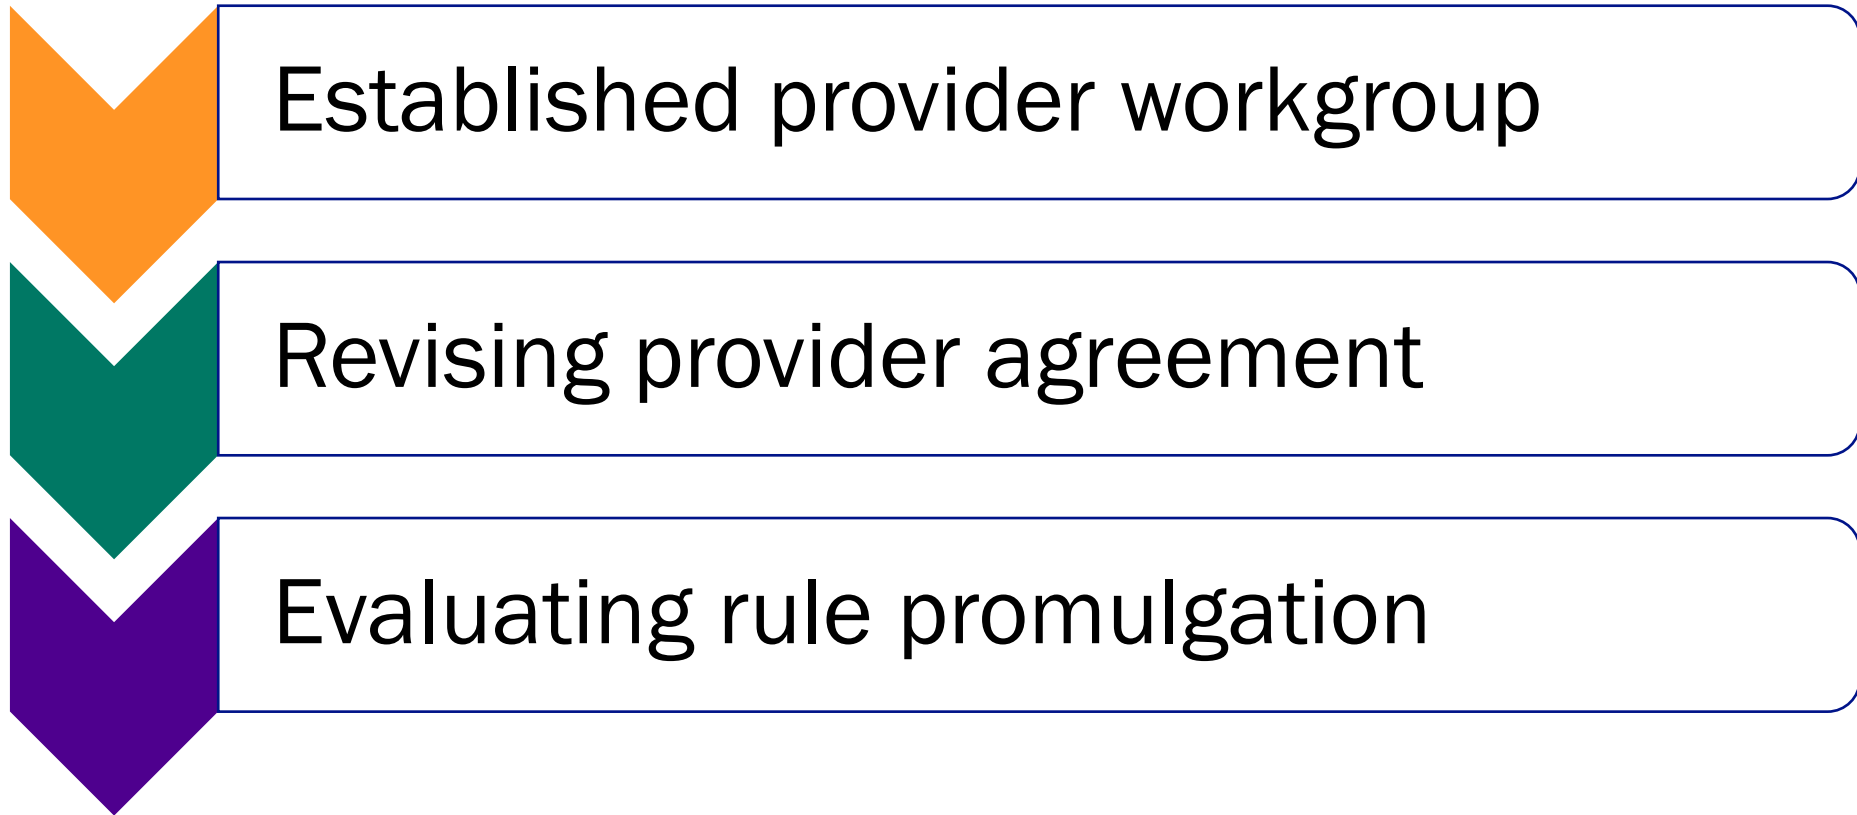 Established provider workgroup
Revising provider agreement
Evaluating rule promulgation